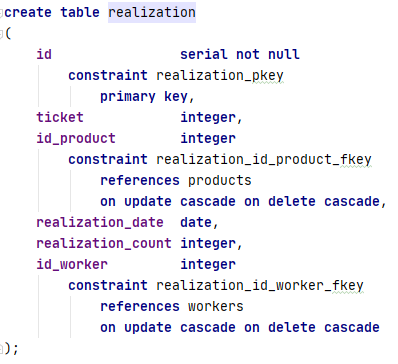 create table realization
(
    id                serial not null
        constraint realization_pkey
            primary key,
    ticket            integer,
    id_product        integer
        constraint realization_id_product_fkey
            references products
            on update cascade on delete cascade,
    realization_date  date,
    realization_count integer,
    id_worker         integer
        constraint realization_id_worker_fkey
            references workers
            on update cascade on delete cascade
);